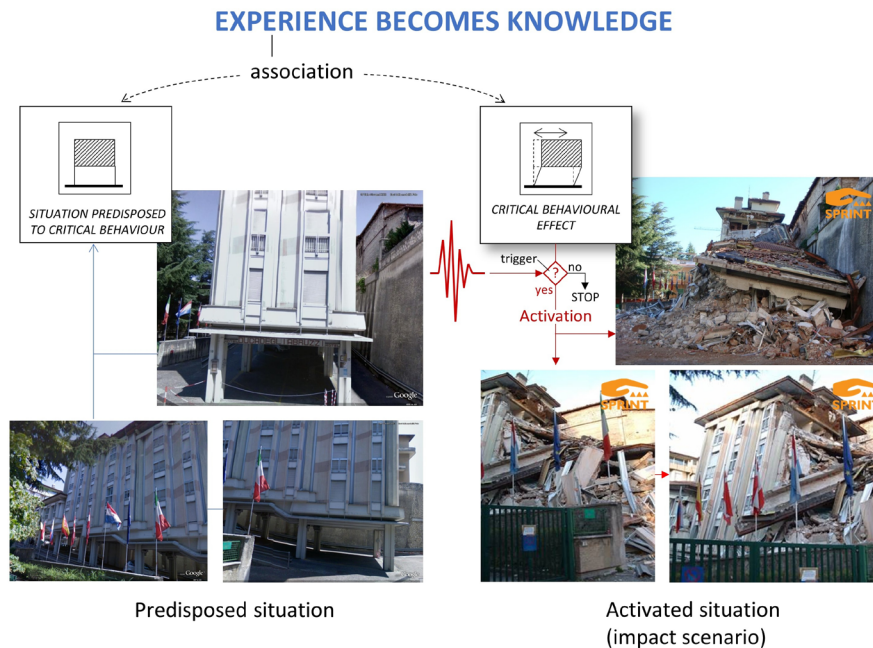 EXPERIENCE BECOMES KNOWLEDGE
association
SITUATION PREDISPOSED
TO CRITICAL BEHAVIOUR
CRITICAL BEHAVIOURAL
EFFECT
trigger
?
no
yes
STOP
Activation
SPRINT
Google
SPRINT
SPRINT
Google
Google
Predisposed situation
Activated situation
(impact scenario)